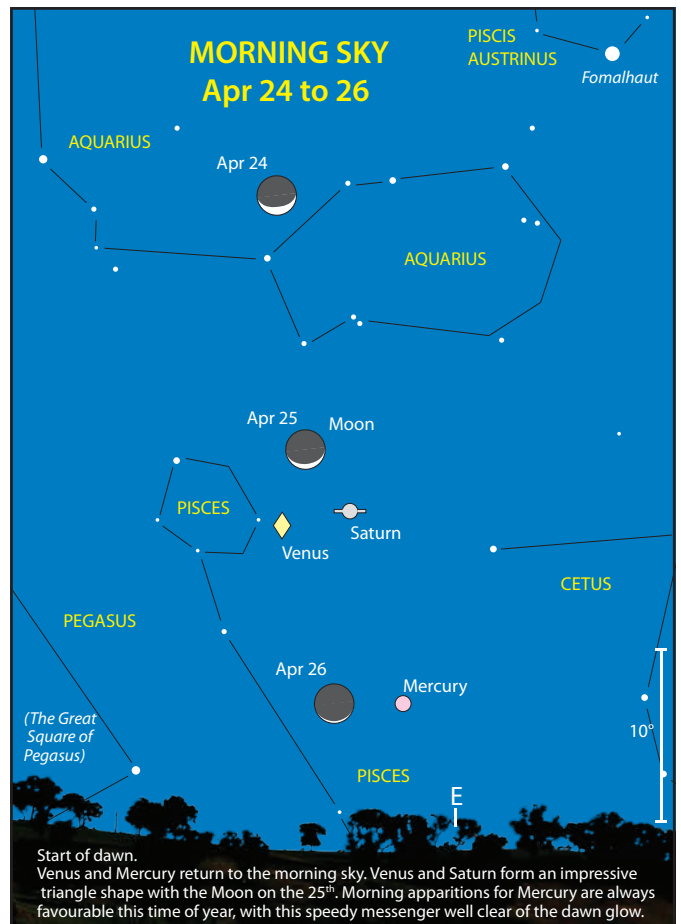 MORNING SKY
Apr 24 to 26
PISCIS
AUSTRINUS
Fomalhaut
AQUARIUS
Apr 24
AQUARIUS
Apr 25
Moon
PISCES
Saturn
Venus
CETUS
PEGASUS
Apr 26
Mercury
(The Great
Square of
Pegasus)
10°
PISCES
E
Start of dawn.
Venus and Mercury return to the morning sky. Venus and Saturn form an impressive
triangle shape with the Moon on the 25th. Morning apparitions for Mercury are always
favourable this time of year, with this speedy messenger well clear of the dawn glow.